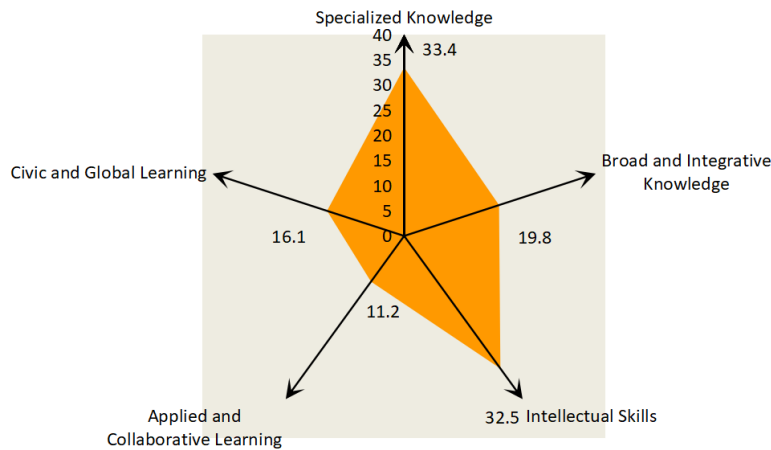 Specialized Knowledge
40
33.4
35
30
25
20
15
10
5
0
Civic and Global Learning
16.1
Broad and Integrative
Knowledge
19.8
11.2
32.5
Intellectual Skills
Applied and
Collaborative Learning